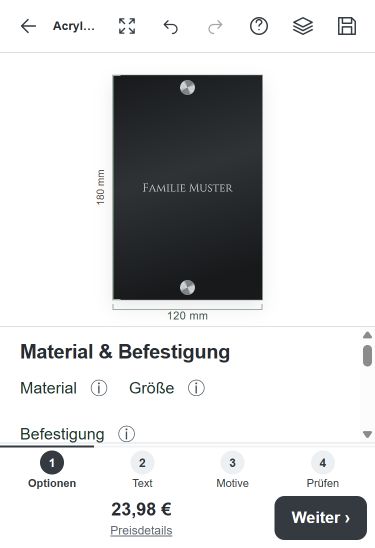 Acryl...
180 mm
Familie Muster
120 mm
Material & Befestigung
Material
Größe
Befestigung
1
2
3
4
Optionen
Text
Motive
Prüfen
23,98 €
Preisdetails
Weiter ›